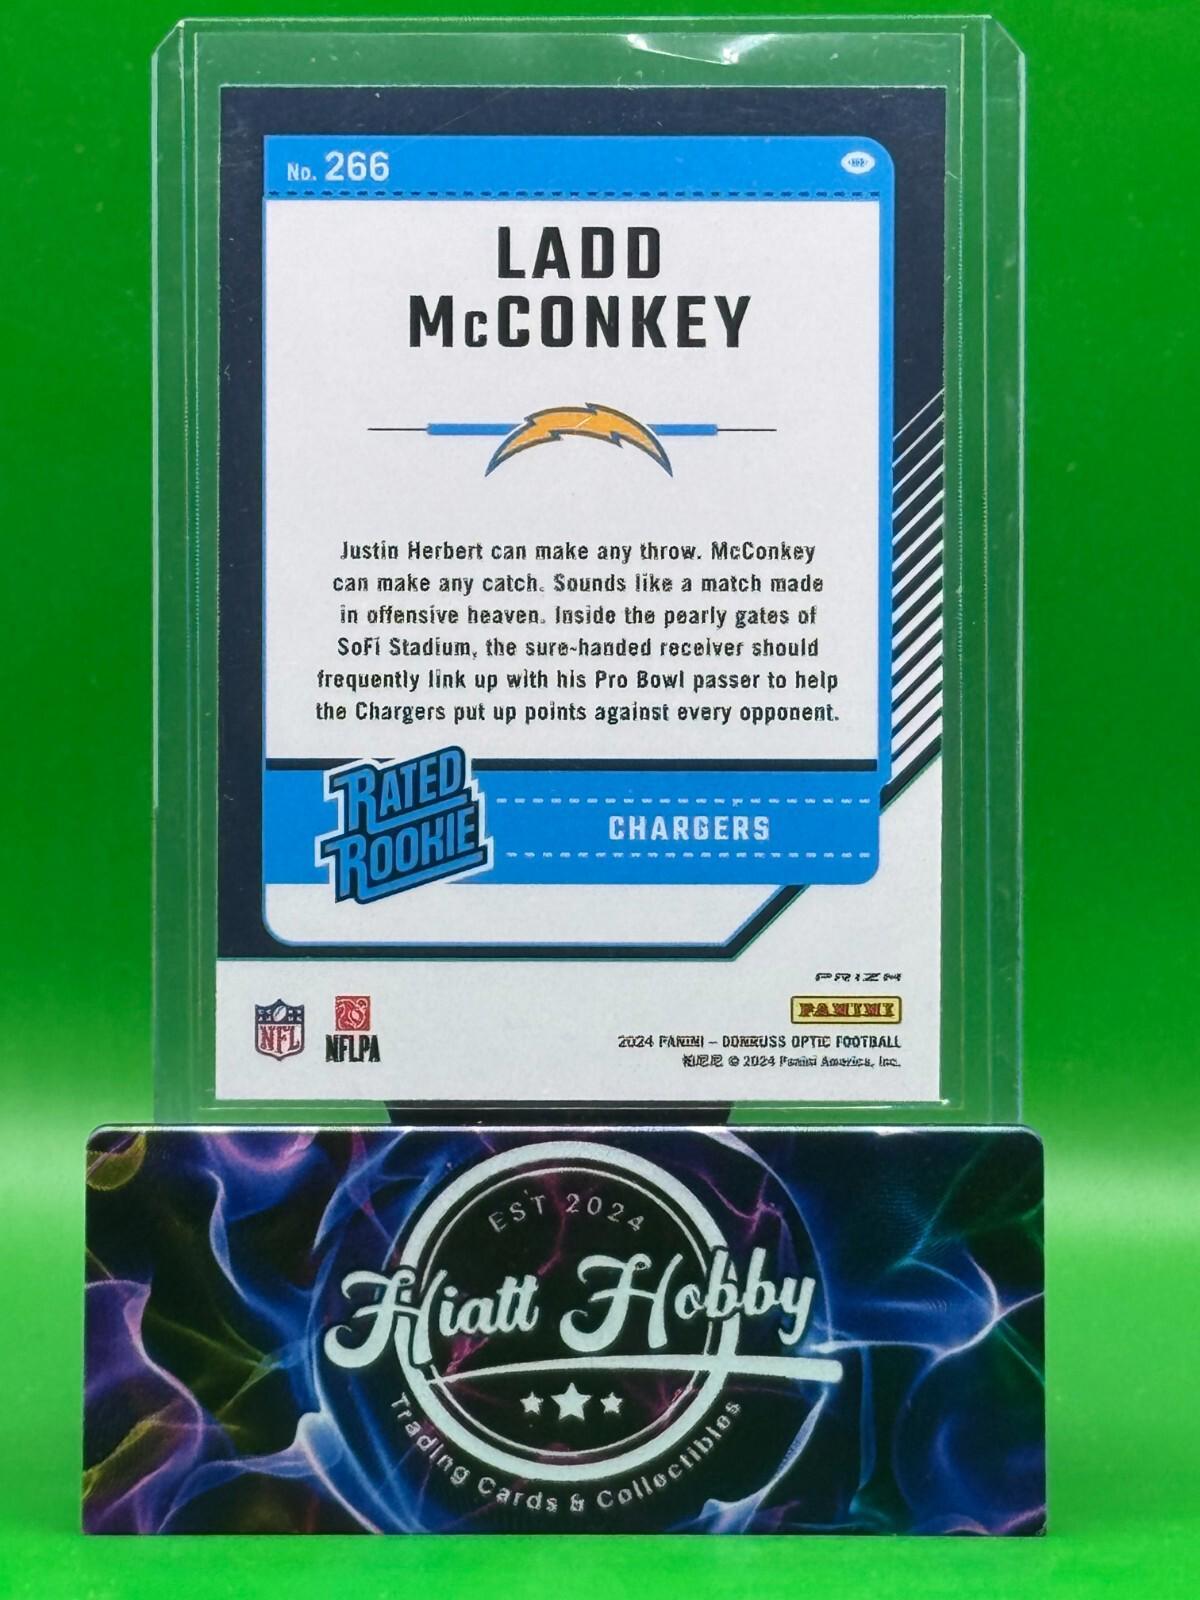 No. 266
LADD
McCONKEY
Justin Herbert can make any throw. McConkey
can make any catch. Sounds like a match made
in offensive heaven. Inside the pearly gates of
SoFi Stadium, the sure-handed receiver should
frequently link up with his Pro Bowl passer to help
the Chargers put up points against every opponent.
RATED
ROOKIE
CHARGERS
PRIZM
PANINI
NFL
NFLPA
2024 PANINI – DONRUSS OPTIC FOOTBALL
© 2024 Panini America, Inc.
EST 2024
Hiatt Hobby
Trading Cards & Collectibles